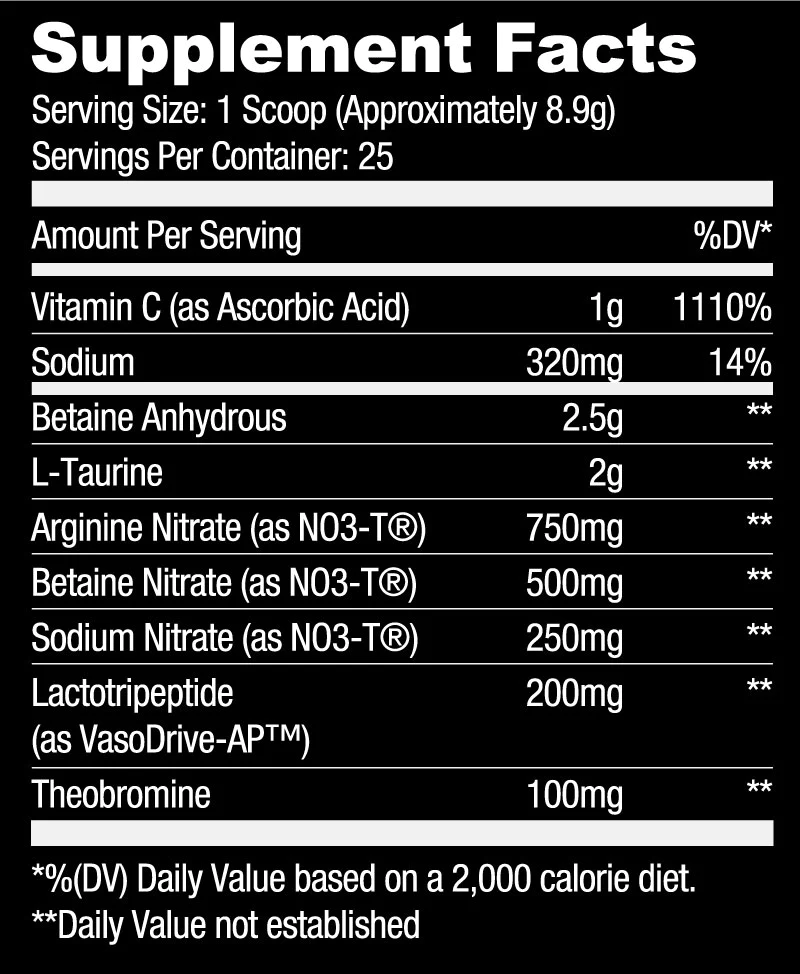 Supplement Facts
Serving Size: 1 Scoop (Approximately 8.9g)
Servings Per Container: 25
Amount Per Serving %DV*
Vitamin C (as Ascorbic Acid) 1g 1110%
Sodium 320mg 14%
Betaine Anhydrous 2.5g **
L-Taurine 2g **
Arginine Nitrate (as NO3-T®) 750mg **
Betaine Nitrate (as NO3-T®) 500mg **
Sodium Nitrate (as NO3-T®) 250mg **
Lactotripeptide 200mg **
(as VasoDrive-AP™)
Theobromine 100mg **
*%(DV) Daily Value based on a 2,000 calorie diet.
**Daily Value not established